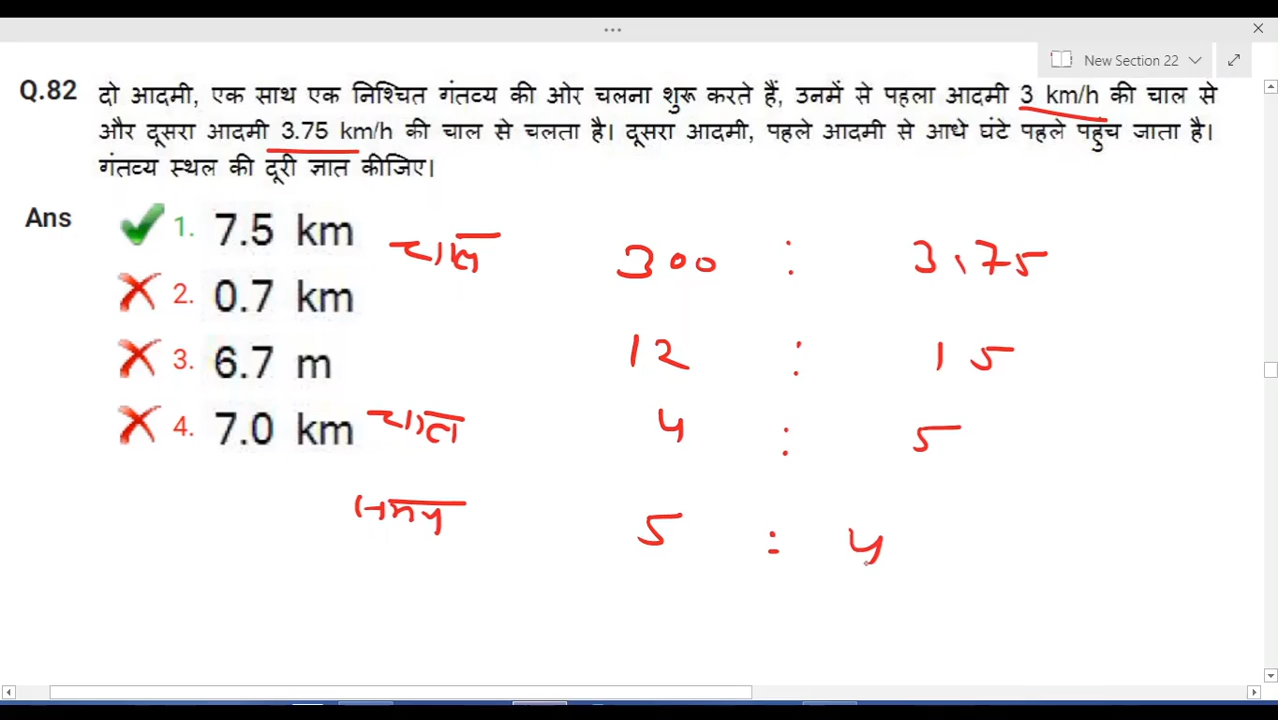 New Section 22
Q.82 दो आदमी, एक साथ एक निश्चित गंतव्य की ओर चलना शुरू करते हैं, उनमें से पहला आदमी 3 km/h की चाल से
और दूसरा आदमी 3.75 km/h की चाल से चलता है। दूसरा आदमी, पहले आदमी से आधे घंटे पहले पहुच जाता है।
गंतव्य स्थल की दूरी ज्ञात कीजिए।
Ans
1. 7.5 km
2. 0.7 km
3. 6.7 m
4. 7.0 km
चाल 300 : 3.75
12 : 15
चाल 4 : 5
समय 5 : 4